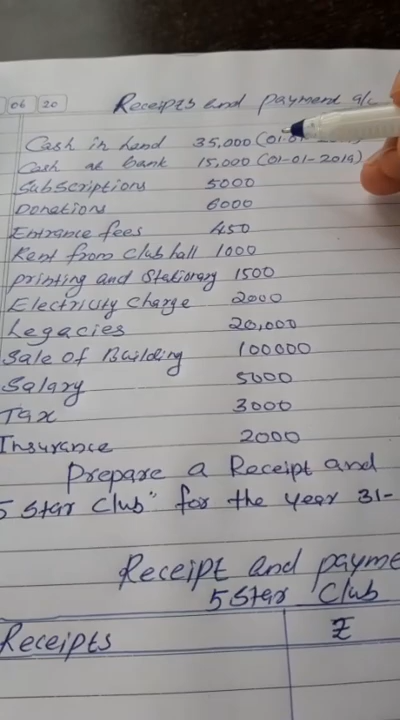 06 20
Receipts and payment a/c
Cash in hand 35,000 (01-01-
Cash at bank 15,000 (01-01-2019)
Subscriptions 5000
Donations 6000
Entrance fees 450
Rent from Club hall 1000
printing and Stationary 1500
Electricity Charge 2000
Legacies 20,000
Sale of Building 100000
Salary 5000
Tax 3000
Insurance 2000
Prepare a Receipt and
5 Star Club" for the year 31-
Receipt and payme
5 Star Club
Receipts ₹